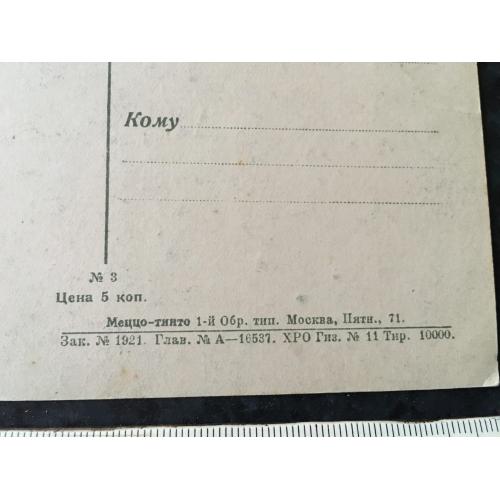 Кому
№ 3
Цена 5 коп.
Меццо-тинто 1-й Обр. тип. Москва, Пятн., 71.
Зак. № 1921. Глав. № А—16537. ХРО Гиз. № 11 Тир. 10000.